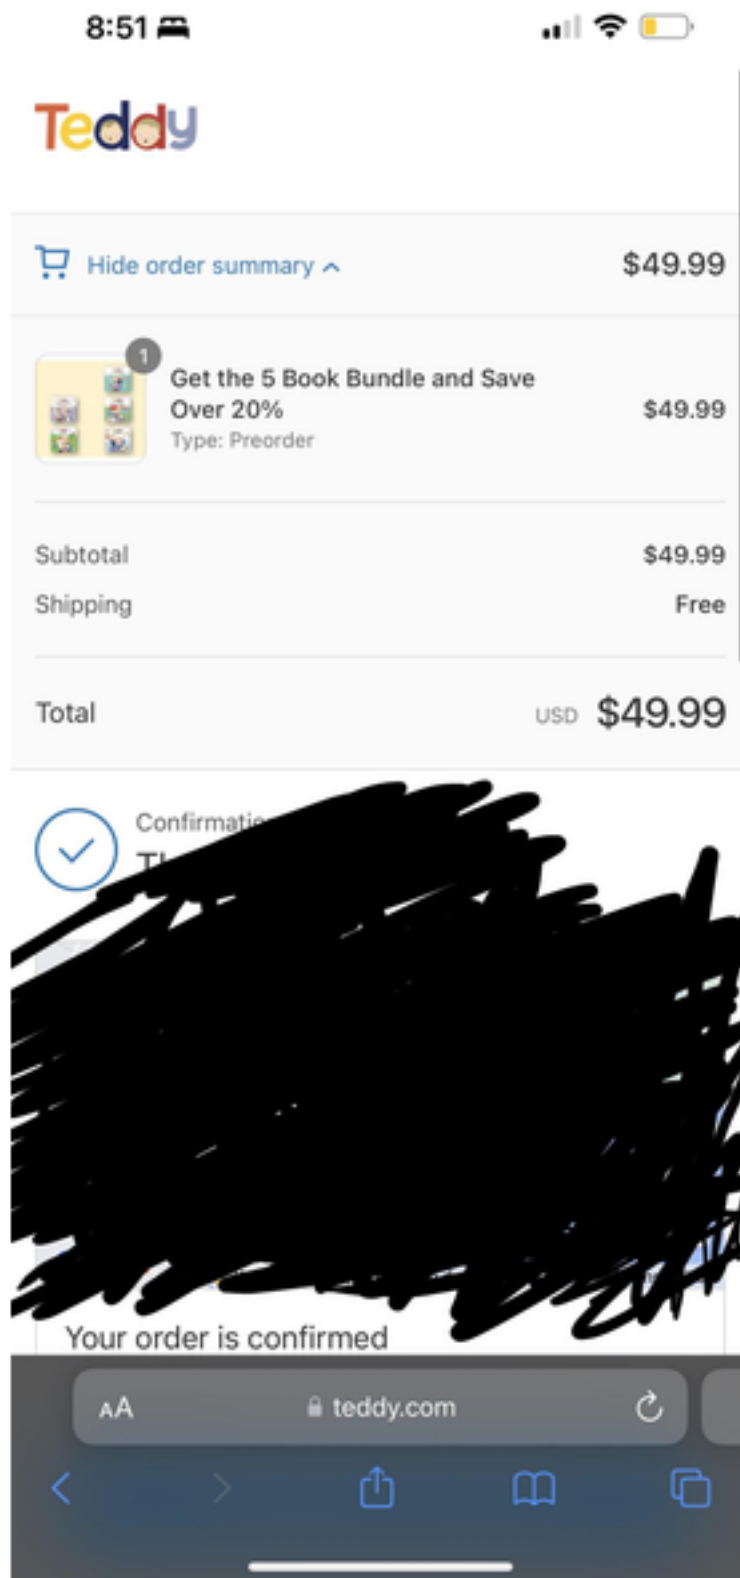 8:51
Teddy
Hide order summary $49.99
1
Get the 5 Book Bundle and Save
Over 20% $49.99
Type: Preorder
Subtotal $49.99
Shipping Free
Total USD $49.99
Your order is confirmed
AA teddy.com